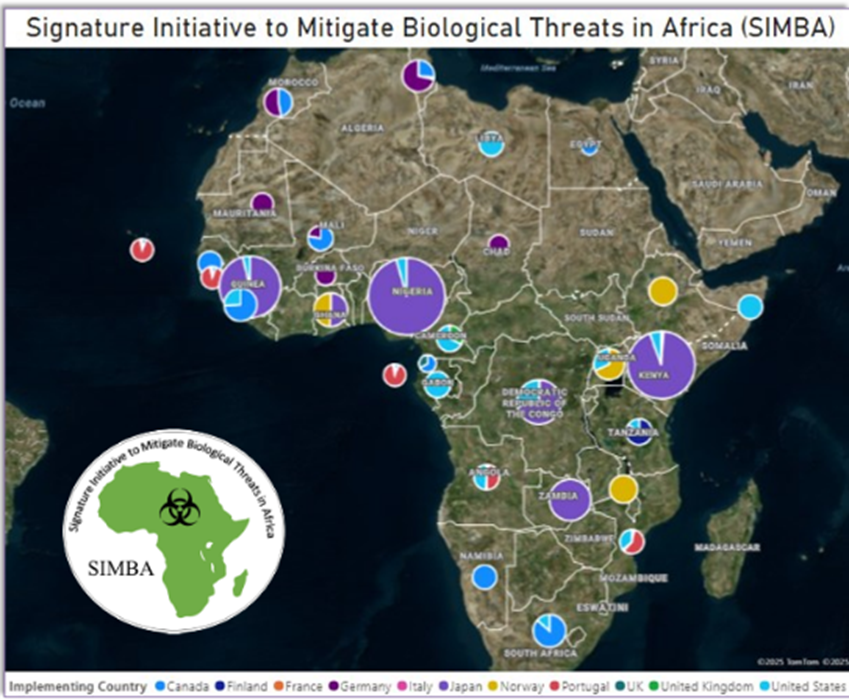 Signature Initiative to Mitigate Biological Threats in Africa (SIMBA)
Mediterranean Sea
SYRIA
IRAQ
IRAN
MOROCCO
Ocean
ALGERIA
LIBYA
EGYPT
SAUDI ARABIA
OMAN
MAURITANIA
MALI
NIGER
CHAD
SUDAN
YEMEN
BURKINA FASO
GUINEA
NIGERIA
GHANA
SOUTH SUDAN
CAMEROON
SOMALIA
UGANDA
KENYA
GABON
DEMOCRATIC
REPUBLIC OF
THE CONGO
TANZANIA
ANGOLA
ZAMBIA
ZIMBABWE
MADAGASCAR
NAMIBIA
MOZAMBIQUE
ESWATINI
SOUTH AFRICA
Signature Initiative to Mitigate Biological Threats in Africa
SIMBA
©2025 TomTom ©2025
Implementing Country Canada Finland France Germany Italy Japan Norway Portugal UK United Kingdom United States